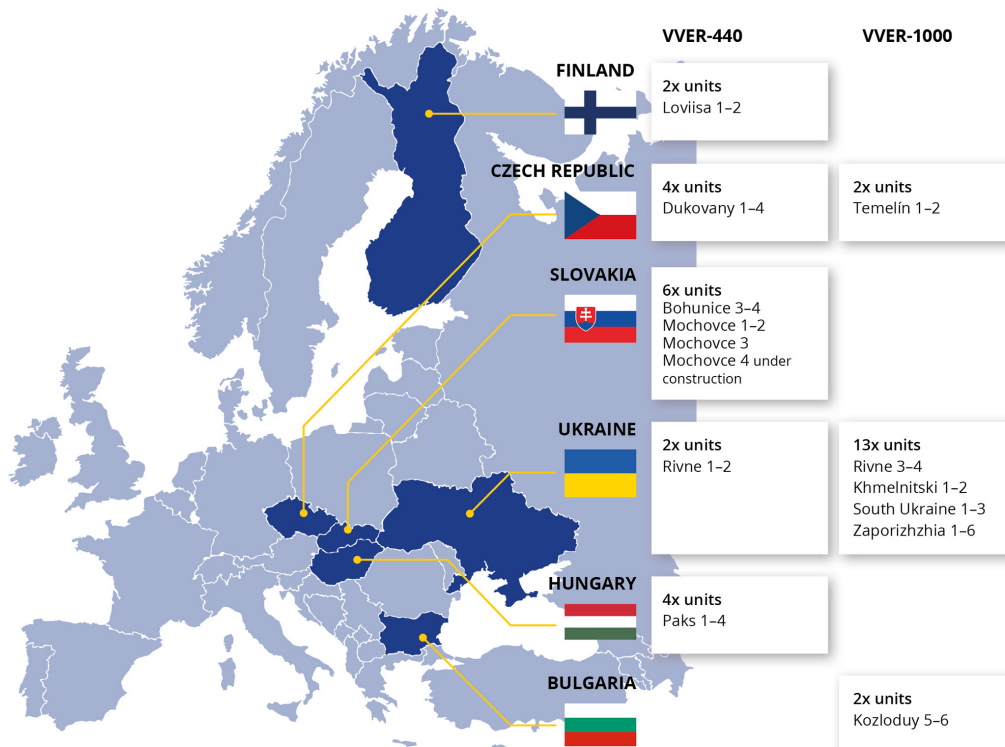 VVER-440
VVER-1000
FINLAND
2x units
Loviisa 1–2
CZECH REPUBLIC
4x units
Dukovany 1–4
2x units
Temelín 1–2
SLOVAKIA
6x units
Bohunice 3–4
Mochovce 1–2
Mochovce 3
Mochovce 4 under
construction
UKRAINE
2x units
Rivne 1–2
13x units
Rivne 3–4
Khmelnitski 1–2
South Ukraine 1–3
Zaporizhzhia 1–6
HUNGARY
4x units
Paks 1–4
BULGARIA
2x units
Kozloduy 5–6